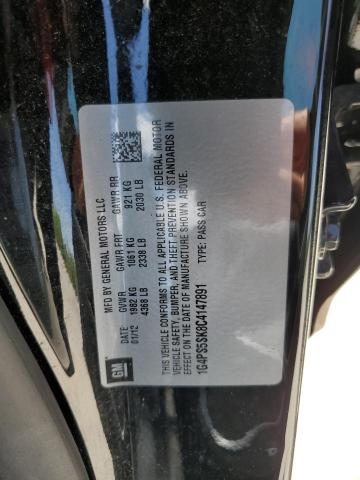 MFD BY GENERAL MOTORS LLC
DATE GVWR GAWR FRT GAWR RR
01/12 1982 KG 1061 KG 921 KG
4368 LB 2338 LB 2030 LB
THIS VEHICLE CONFORMS TO ALL APPLICABLE U.S. FEDERAL MOTOR
VEHICLE SAFETY, BUMPER, AND THEFT PREVENTION STANDARDS IN
EFFECT ON THE DATE OF MANUFACTURE SHOWN ABOVE.
1G4PS5SK8C4147891 TYPE: PASS CAR
GM